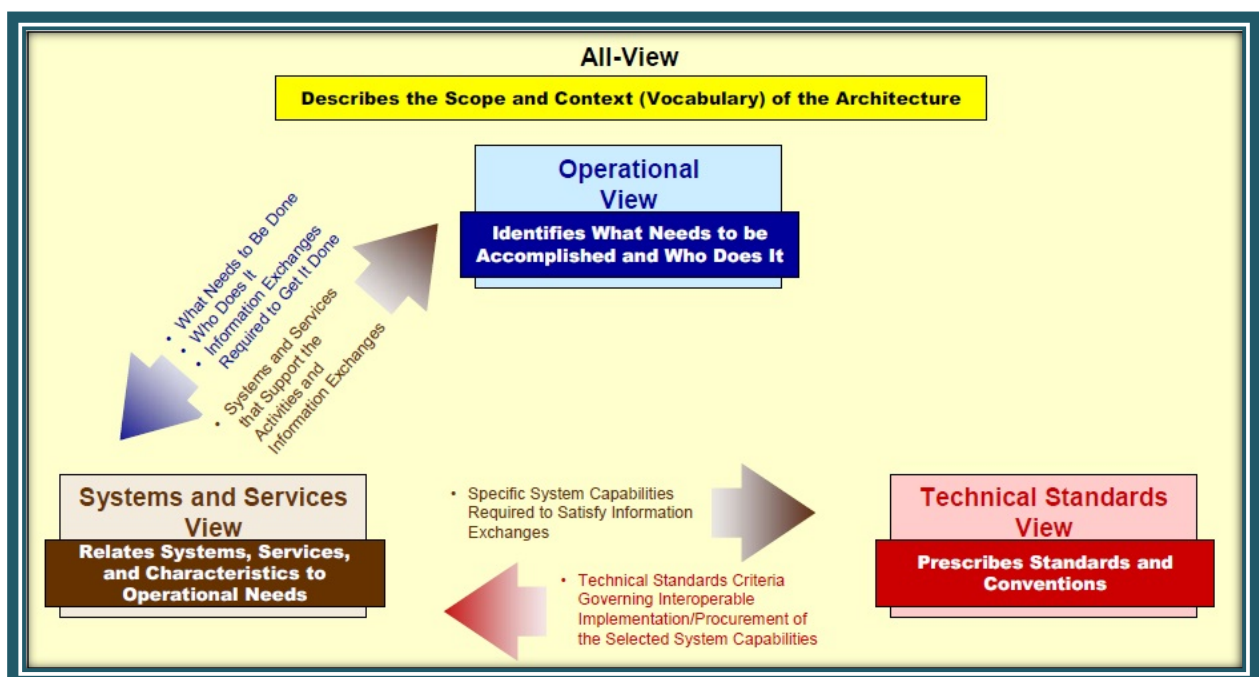 All-View
Describes the Scope and Context (Vocabulary) of the Architecture
Operational
View
Identifies What Needs to be
Accomplished and Who Does It
• What Needs to Be Done
• Who Does It
• Information Exchanges
Required to Get It Done
• Systems and Services
that Support the
Activities and
Information Exchanges
Systems and Services
View
Relates Systems, Services,
and Characteristics to
Operational Needs
• Specific System Capabilities
Required to Satisfy Information
Exchanges
• Technical Standards Criteria
Governing Interoperable
Implementation/Procurement of
the Selected System Capabilities
Technical Standards
View
Prescribes Standards and
Conventions